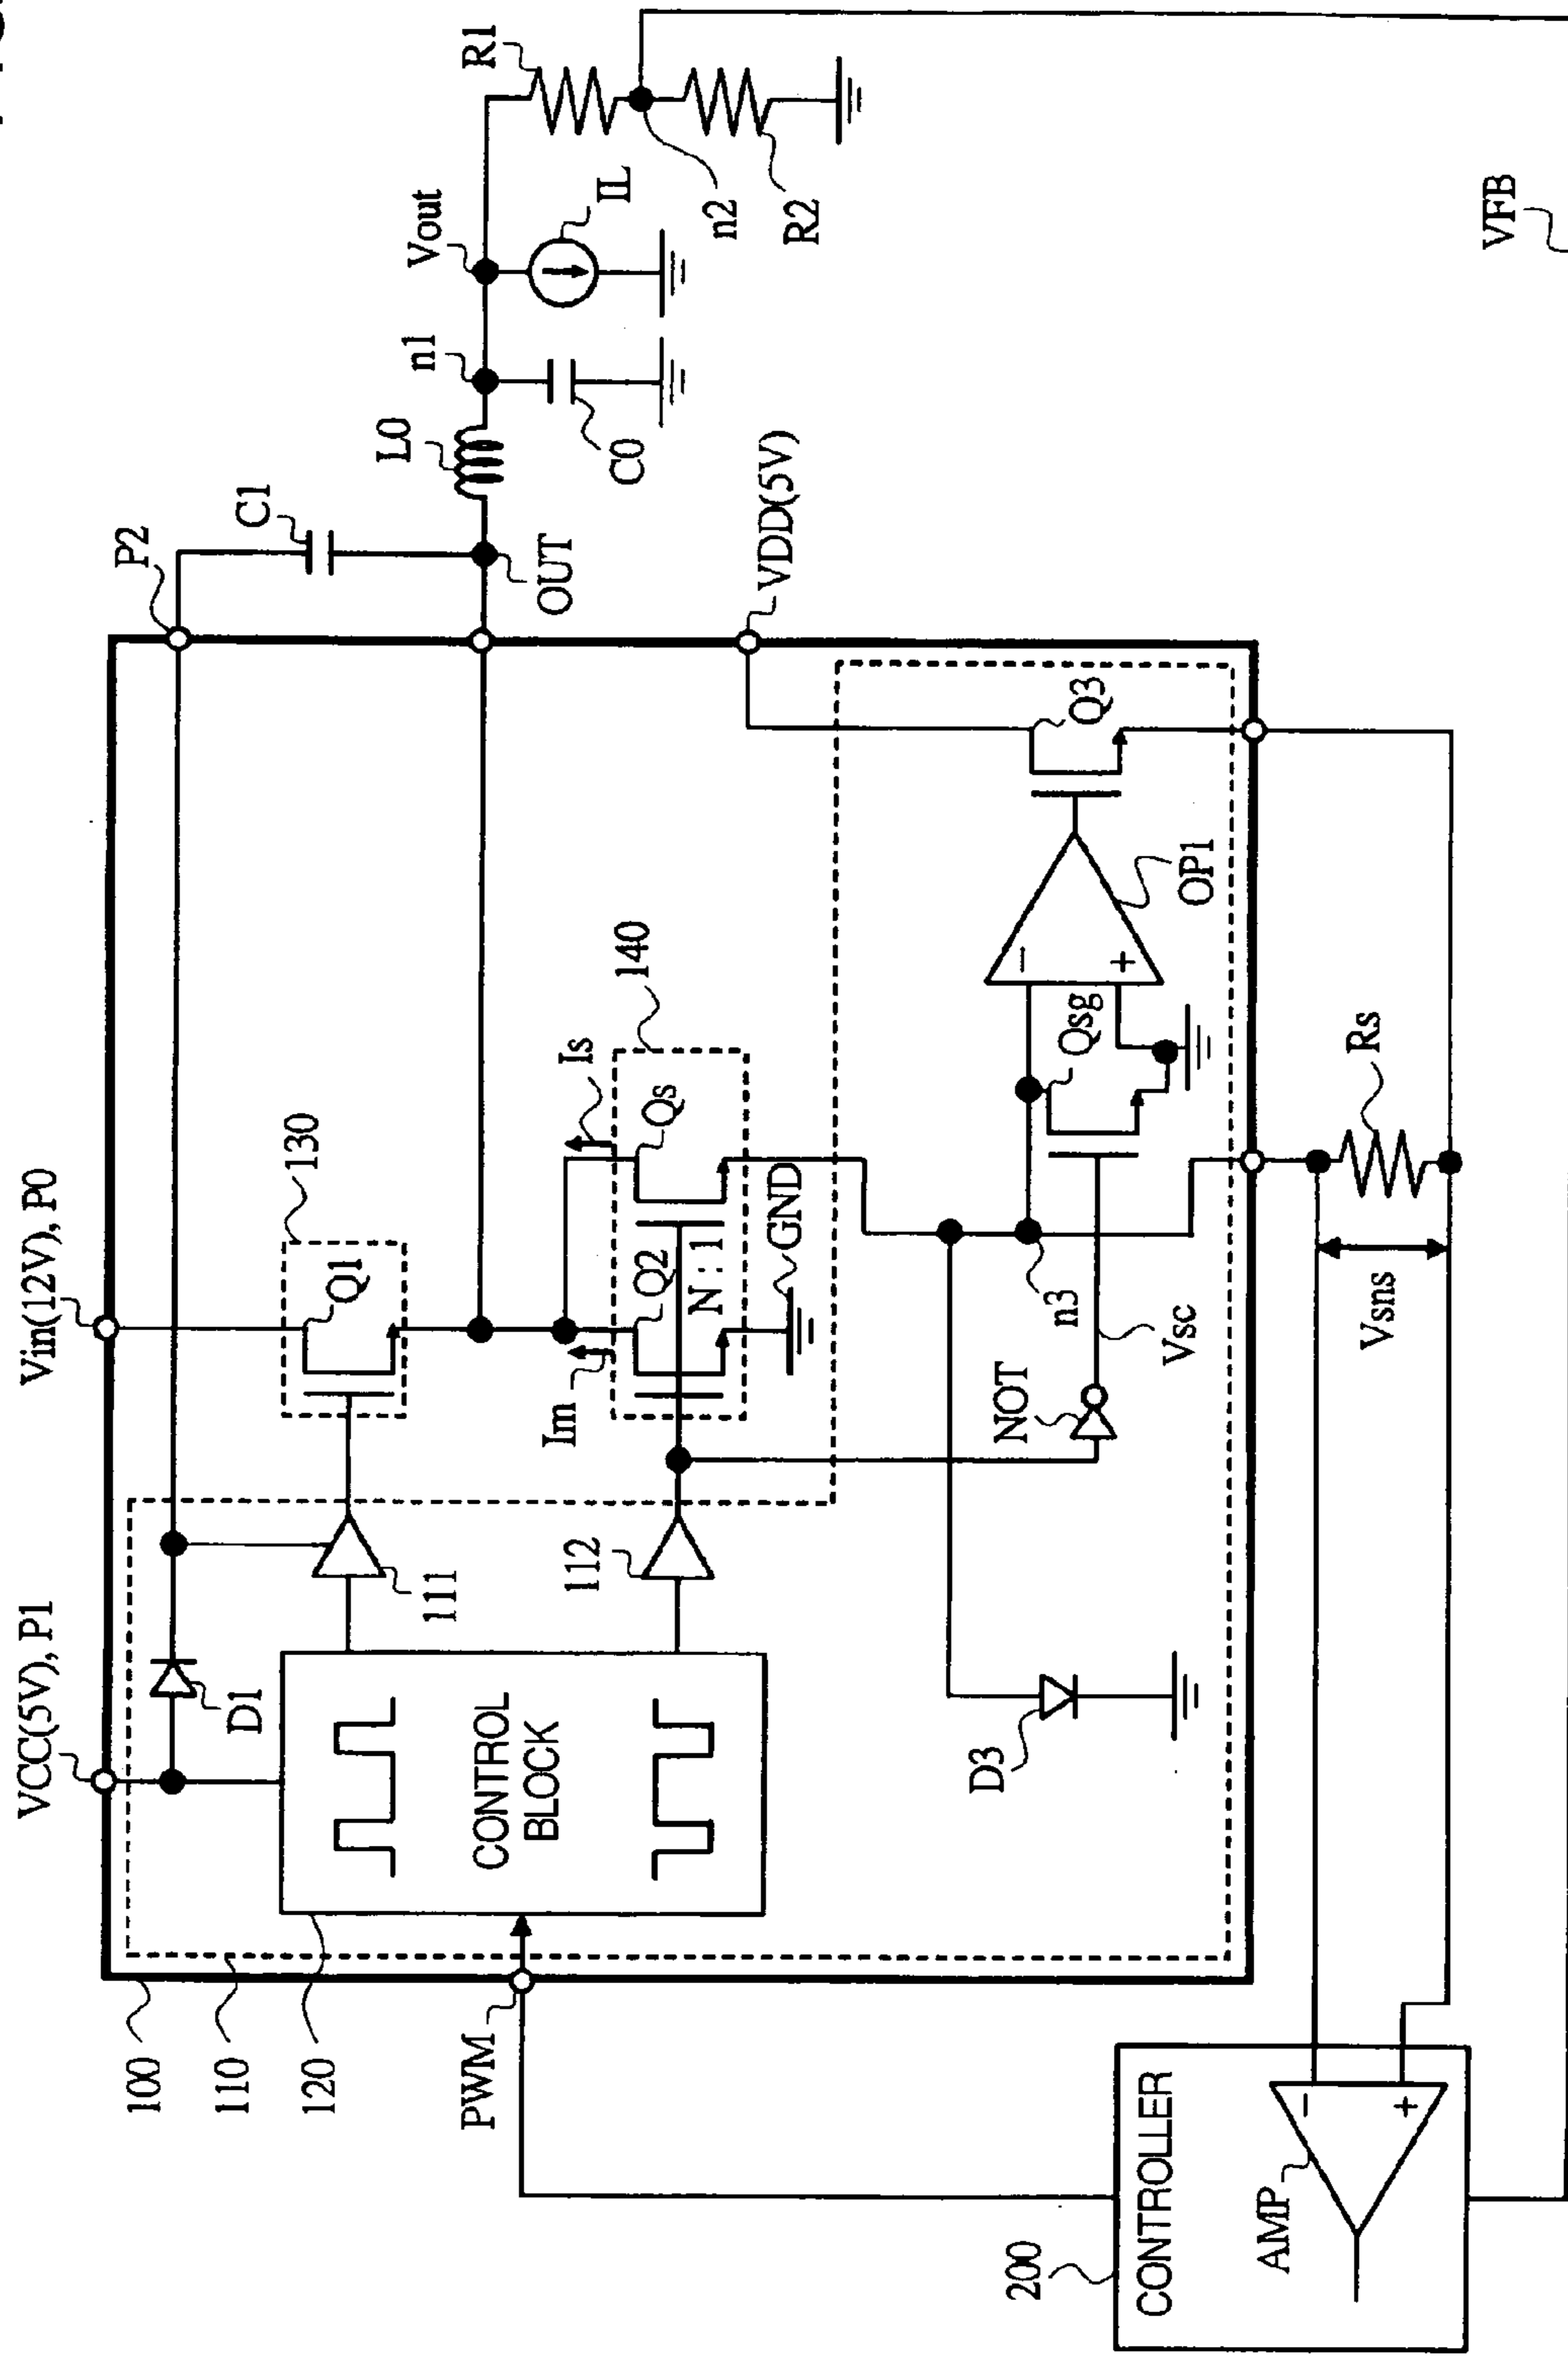 VCC(5V), P1
Vin(12V), P0
P2
C1
130
D1
Q1
L0
n1
Vout
R1
111
Im
Is
140
OUT
C0
IL
n2
R2
100
110
120
CONTROL
BLOCK
112
Q2
Qs
N : 1
GND
VDD(5V)
PWM
D3
NOT
n3
Qsg
Q3
OP1
Vsc
Vsns
Rs
200
CONTROLLER
AMP
−
+
−
+
VFB